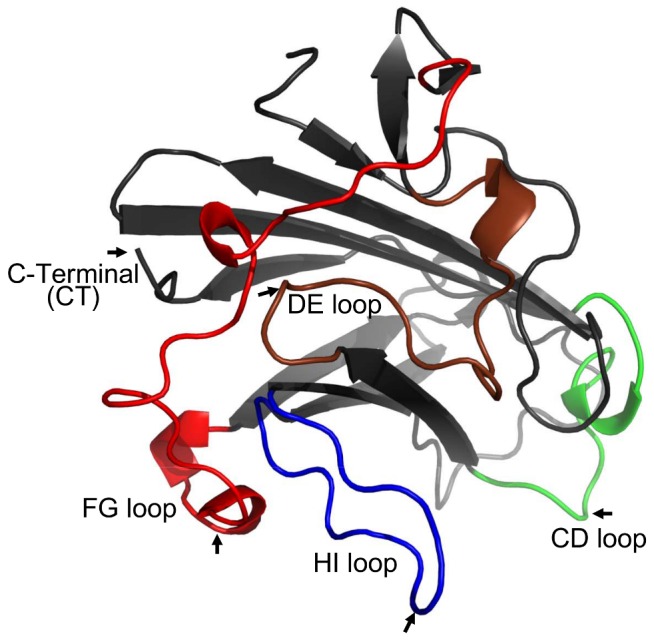 C-Terminal
(CT)
DE loop
FG loop
HI loop
CD loop